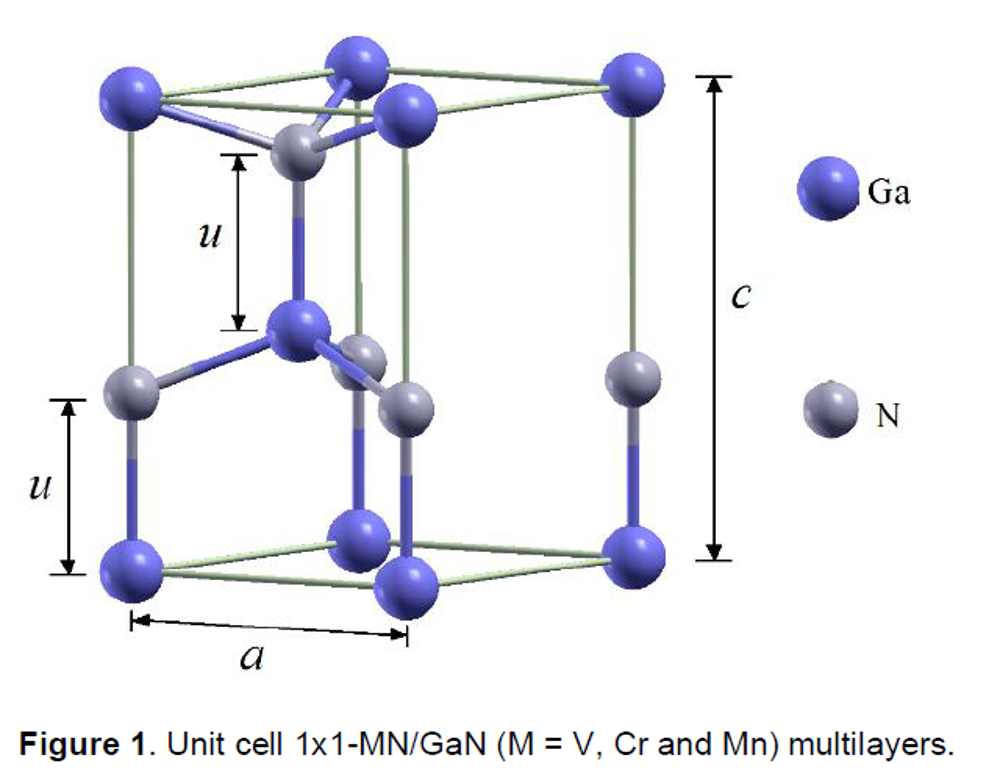 Ga
u
c
N
u
a
Figure 1. Unit cell 1x1-MN/GaN (M = V, Cr and Mn) multilayers.